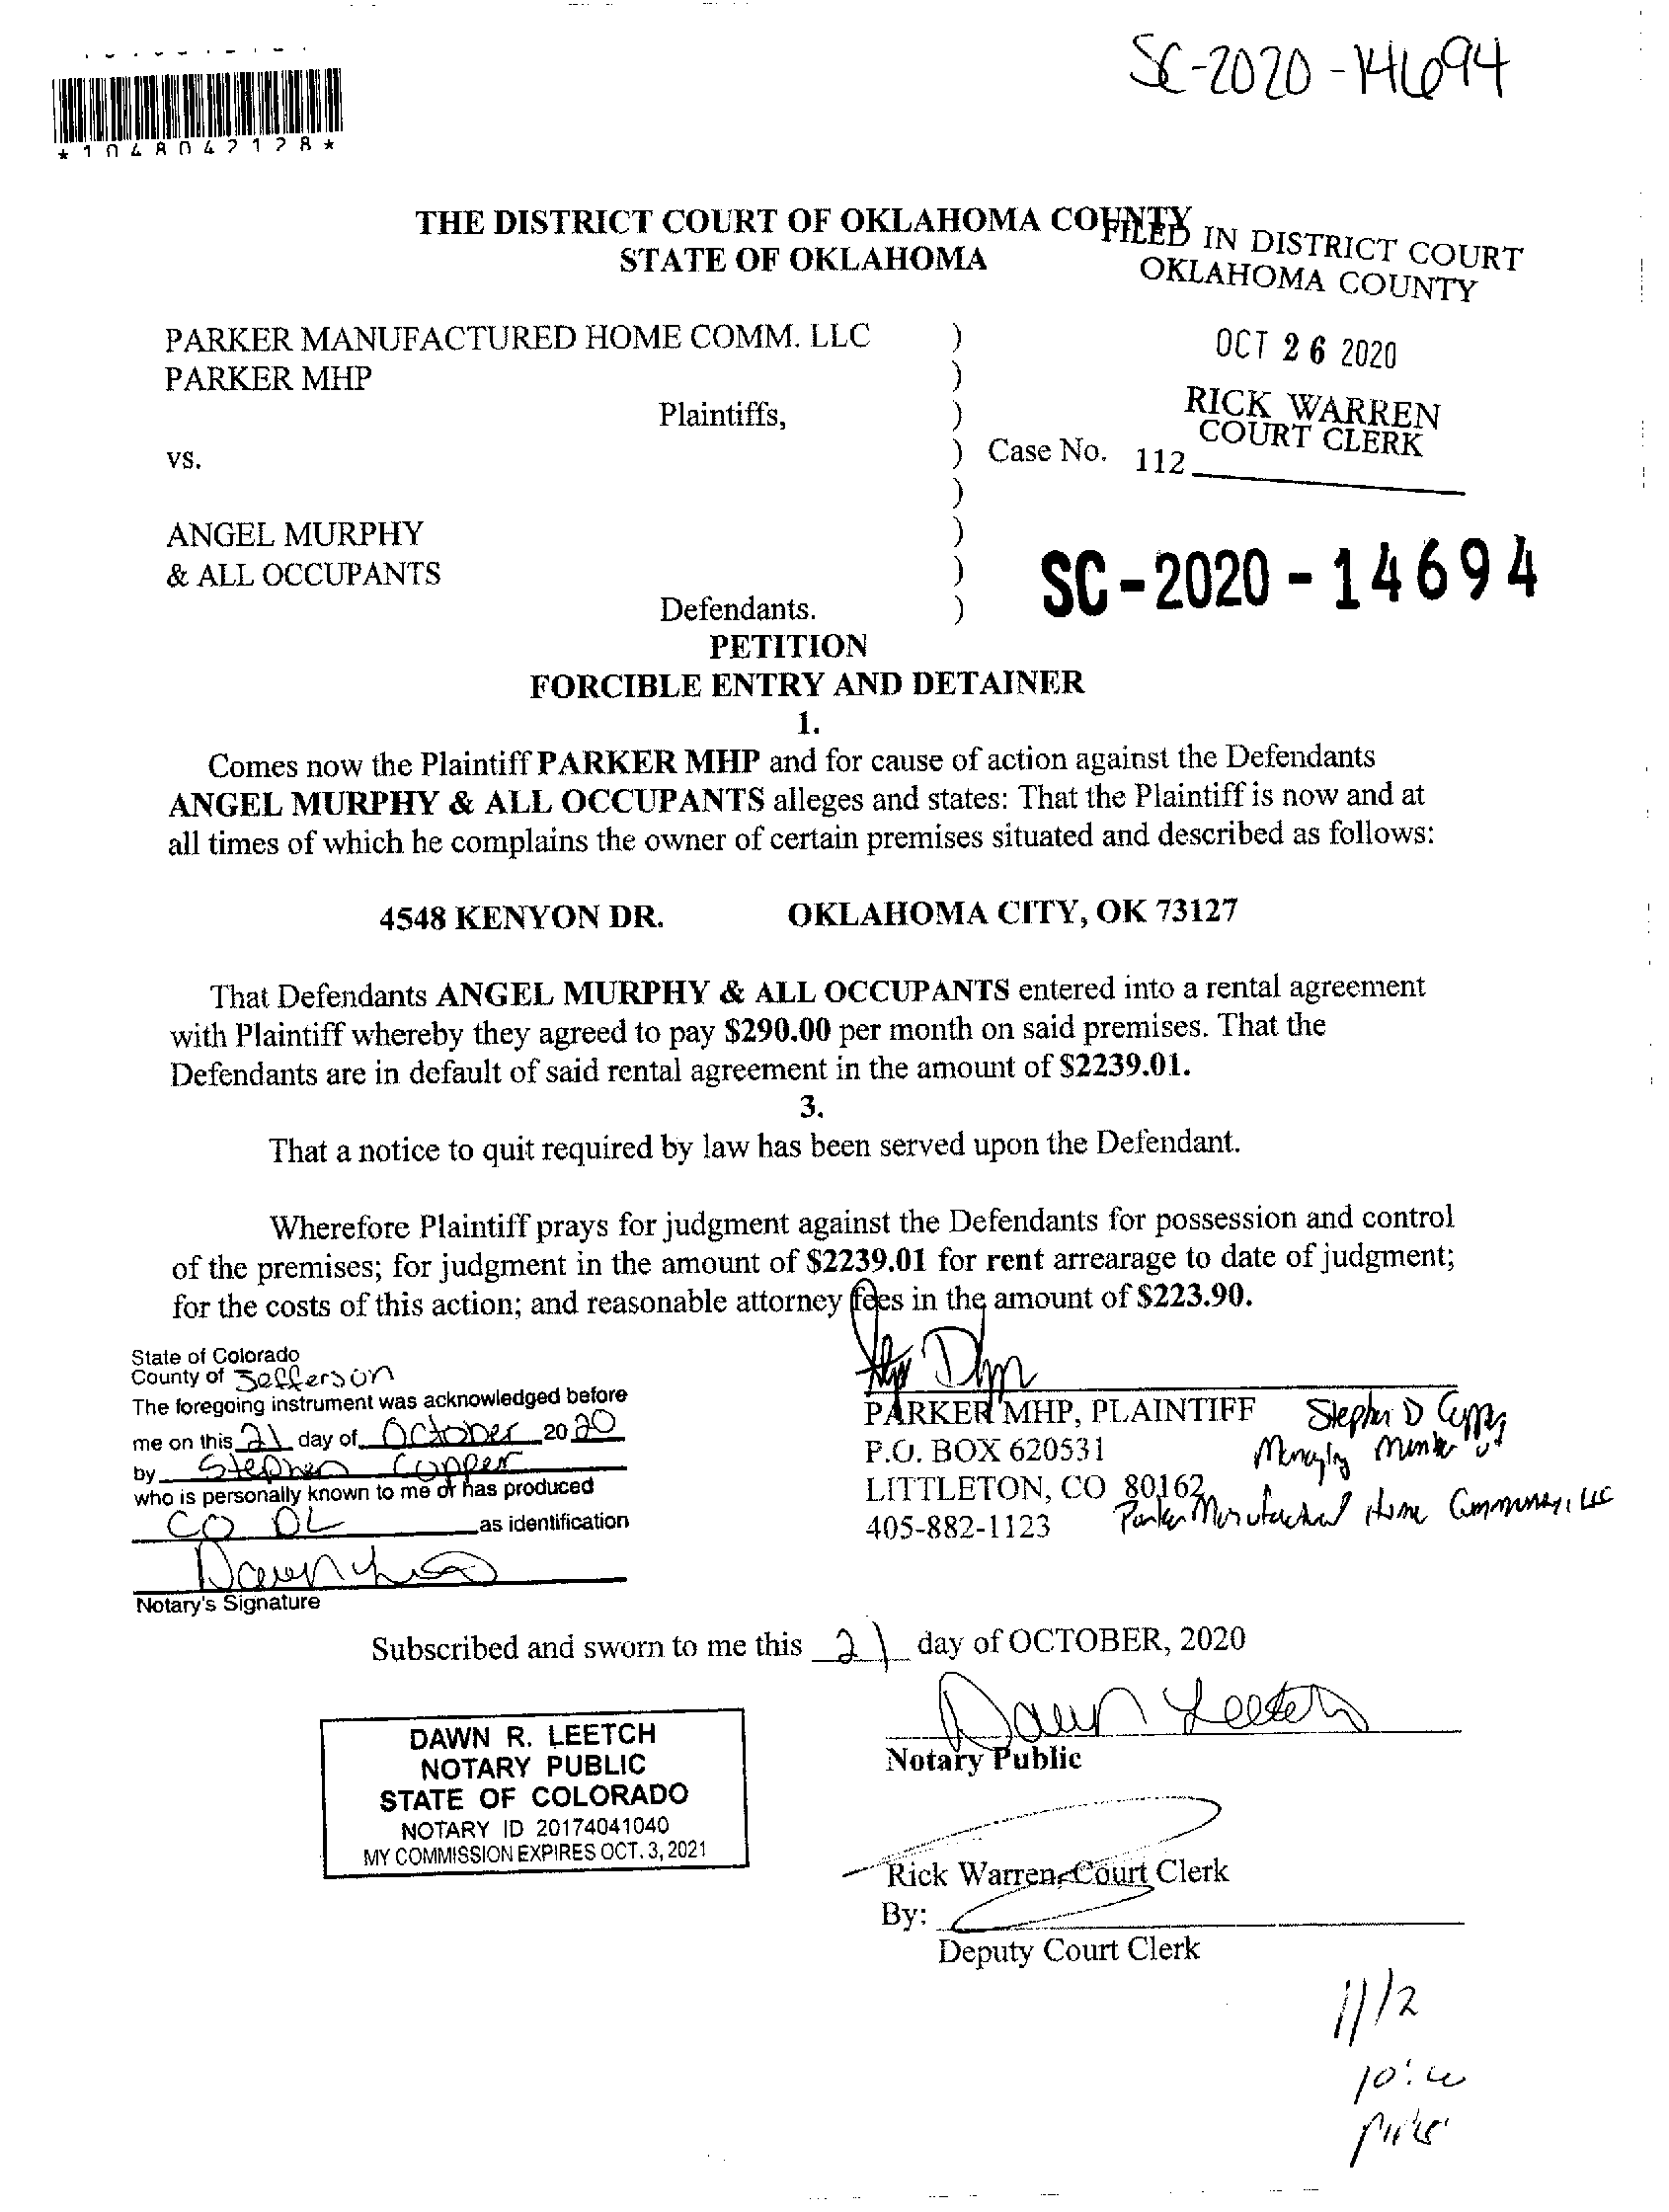 SC-2020-14694
*1048042128*
THE DISTRICT COURT OF OKLAHOMA COUNTY
STATE OF OKLAHOMA
FILED IN DISTRICT COURT
OKLAHOMA COUNTY
OCT 26 2020
RICK WARREN
COURT CLERK
112
PARKER MANUFACTURED HOME COMM. LLC )
PARKER MHP )
Plaintiffs, )
vs. ) Case No.
)
ANGEL MURPHY )
& ALL OCCUPANTS )
Defendants. )
SC-2020-14694
PETITION
FORCIBLE ENTRY AND DETAINER
1.
Comes now the Plaintiff PARKER MHP and for cause of action against the Defendants
ANGEL MURPHY & ALL OCCUPANTS alleges and states: That the Plaintiff is now and at
all times of which he complains the owner of certain premises situated and described as follows:
4548 KENYON DR. OKLAHOMA CITY, OK 73127
That Defendants ANGEL MURPHY & ALL OCCUPANTS entered into a rental agreement
with Plaintiff whereby they agreed to pay $290.00 per month on said premises. That the
Defendants are in default of said rental agreement in the amount of $2239.01.
3.
That a notice to quit required by law has been served upon the Defendant.
Wherefore Plaintiff prays for judgment against the Defendants for possession and control
of the premises; for judgment in the amount of $2239.01 for rent arrearage to date of judgment;
for the costs of this action; and reasonable attorney fees in the amount of $223.90.
State of Colorado
County of Jefferson
The foregoing instrument was acknowledged before
me on this 21 day of October 2020
by Stephen Cupper
who is personally known to me or has produced
CO DL as identification
Notary's Signature
PARKER MHP, PLAINTIFF
P.O. BOX 620531
LITTLETON, CO 80162
405-882-1123
Stephen D
Managing Member of
Parker Manufactured Home Community, LLC
Subscribed and sworn to me this 21 day of OCTOBER, 2020
Dawn Leetch
Notary Public
DAWN R. LEETCH
NOTARY PUBLIC
STATE OF COLORADO
NOTARY ID 20174041040
MY COMMISSION EXPIRES OCT. 3, 2021
Rick Warren, Court Clerk
By:
Deputy Court Clerk
11/2